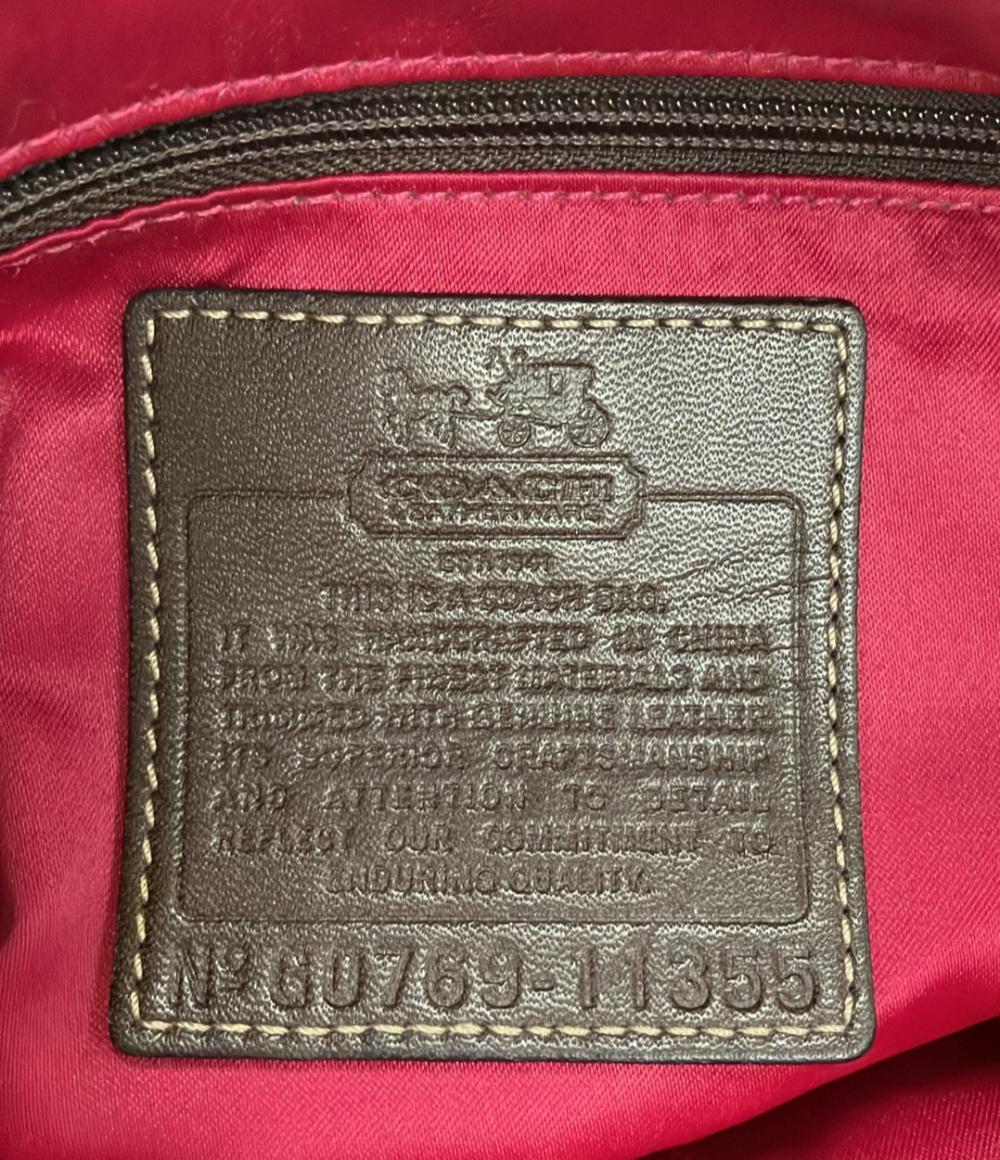 COACH
LEATHERWARE
EST. 1941
THIS IS A COACH BAG.
IT WAS HANDCRAFTED IN CHINA
FROM THE FINEST MATERIALS AND
TRIMMED WITH GENUINE LEATHER
ITS SUPERIOR CRAFTSMANSHIP
AND ATTENTION TO DETAIL
REFLECT OUR COMMITMENT TO
ENDURING QUALITY.
Nº G0769-11355